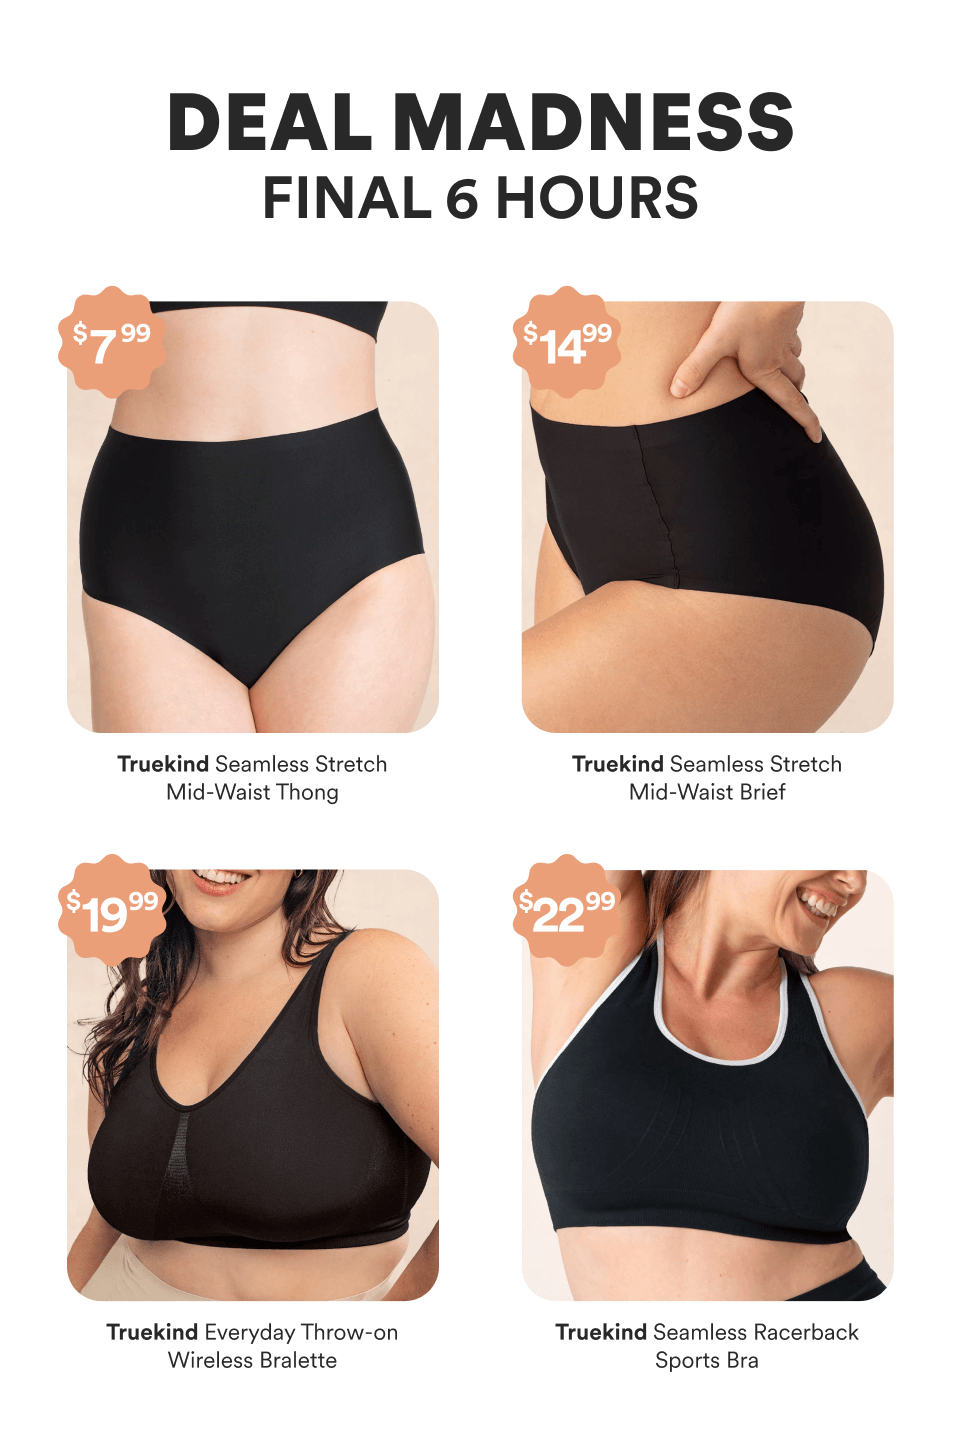 DEAL MADNESS
FINAL 6 HOURS
$7.99
$14.99
Truekind Seamless Stretch
Mid-Waist Thong
Truekind Seamless Stretch
Mid-Waist Brief
$19.99
$22.99
Truekind Everyday Throw-on
Wireless Bralette
Truekind Seamless Racerback
Sports Bra